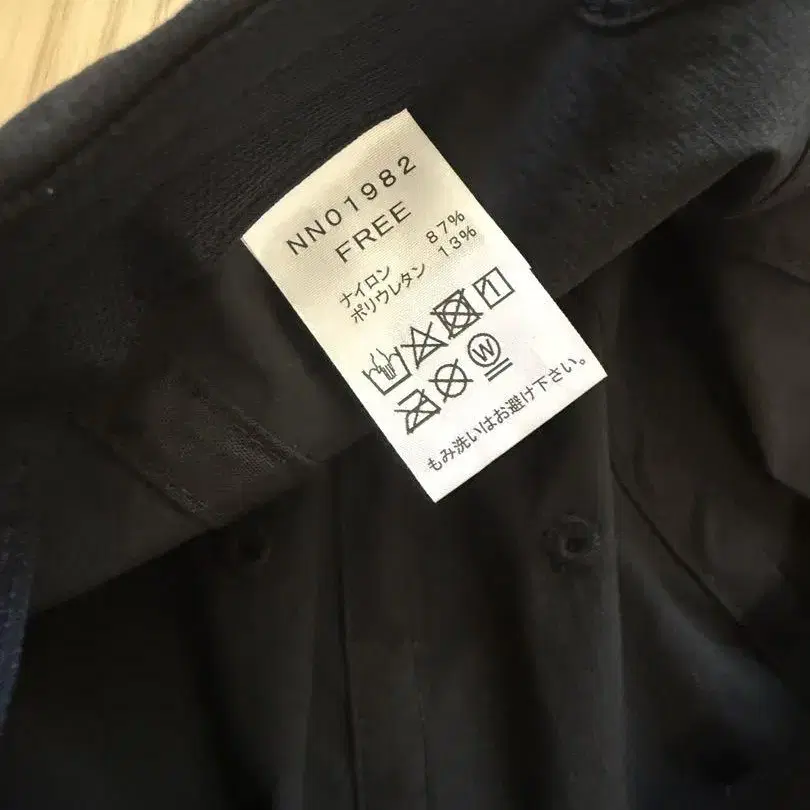 NN01982
FREE
ナイロン 87%
ポリウレタン 13%
W
もみ洗いはお避け下さい。